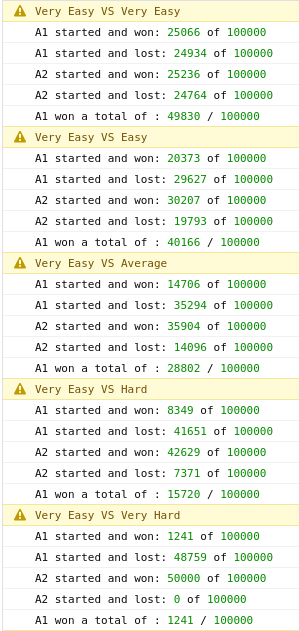 Very Easy VS Very Easy
A1 started and won: 25066 of 100000
A1 started and lost: 24934 of 100000
A2 started and won: 25236 of 100000
A2 started and lost: 24764 of 100000
A1 won a total of : 49830 / 100000
Very Easy VS Easy
A1 started and won: 20373 of 100000
A1 started and lost: 29627 of 100000
A2 started and won: 30207 of 100000
A2 started and lost: 19793 of 100000
A1 won a total of : 40166 / 100000
Very Easy VS Average
A1 started and won: 14706 of 100000
A1 started and lost: 35294 of 100000
A2 started and won: 35904 of 100000
A2 started and lost: 14096 of 100000
A1 won a total of : 28802 / 100000
Very Easy VS Hard
A1 started and won: 8349 of 100000
A1 started and lost: 41651 of 100000
A2 started and won: 42629 of 100000
A2 started and lost: 7371 of 100000
A1 won a total of : 15720 / 100000
Very Easy VS Very Hard
A1 started and won: 1241 of 100000
A1 started and lost: 48759 of 100000
A2 started and won: 50000 of 100000
A2 started and lost: 0 of 100000
A1 won a total of : 1241 / 100000